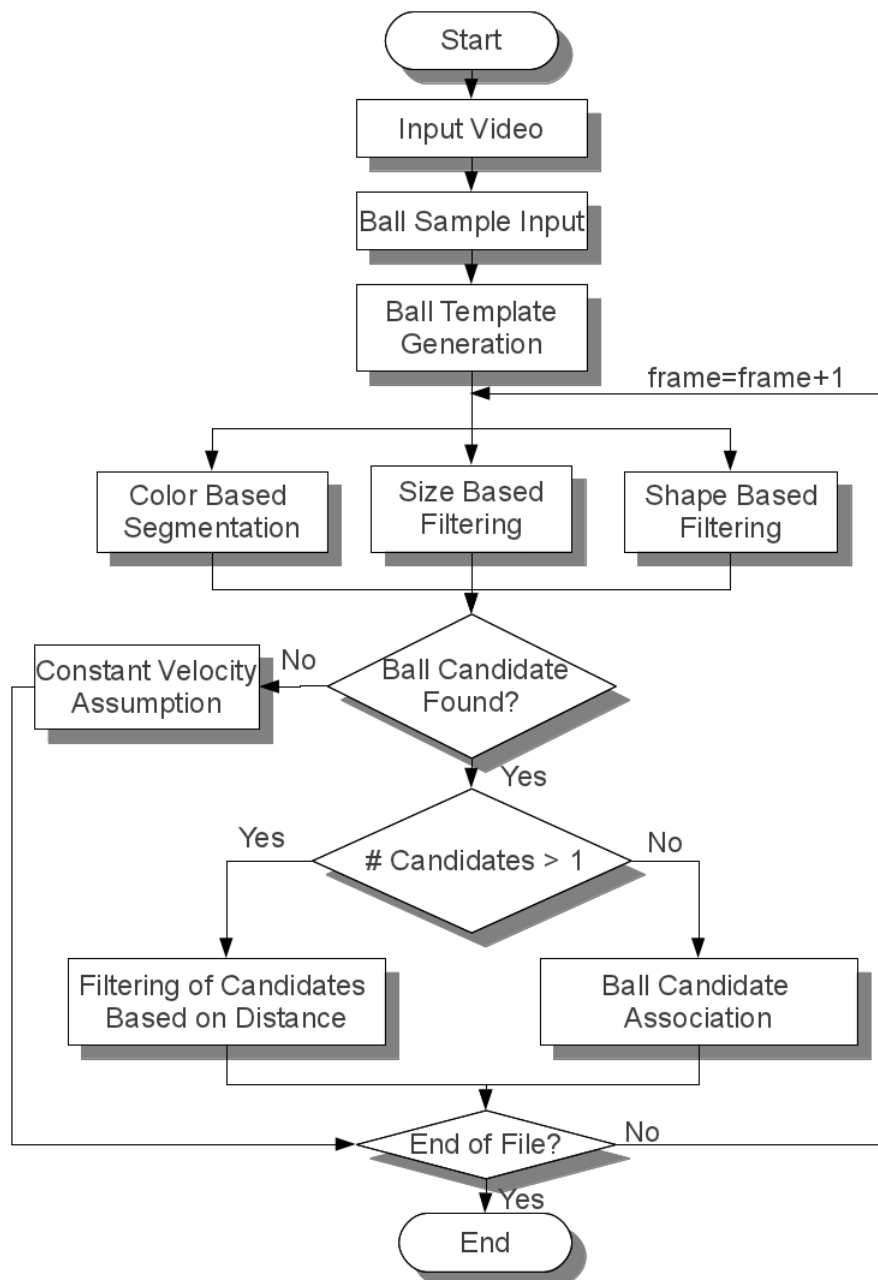 Start
Input Video
Ball Sample Input
Ball Template
Generation
frame=frame+1
Color Based
Segmentation
Size Based
Filtering
Shape Based
Filtering
Constant Velocity
Assumption
No
Ball Candidate
Found?
Yes
Yes
# Candidates > 1
No
Filtering of Candidates
Based on Distance
Ball Candidate
Association
End of File?
No
Yes
End